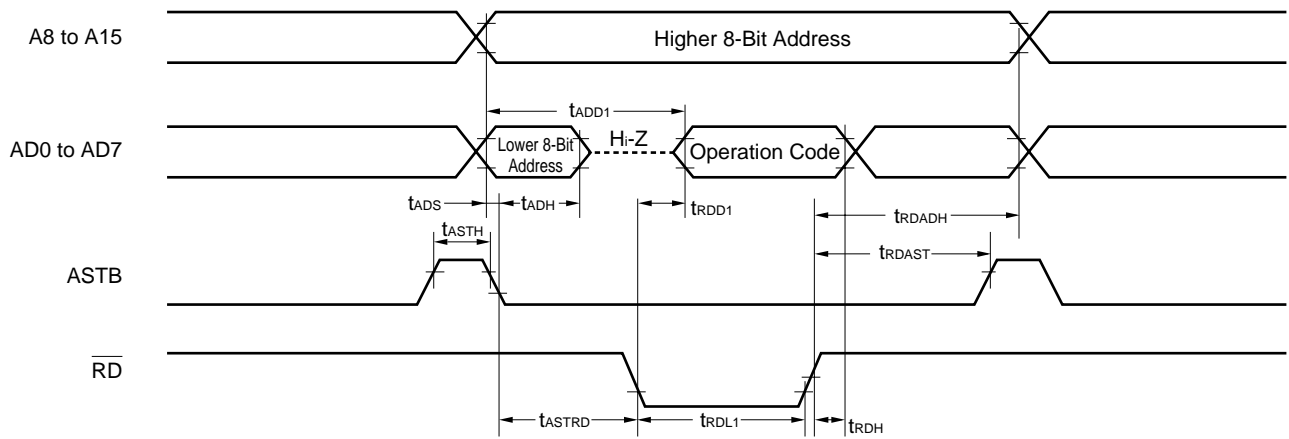 A8 to A15
Higher 8-Bit Address
tADD1
AD0 to AD7
Lower 8-Bit
Address
Hi-Z
Operation Code
tADS
tADH
tRDD1
tRDADH
tASTH
tRDAST
ASTB
RD
tASTRD
tRDL1
tRDH